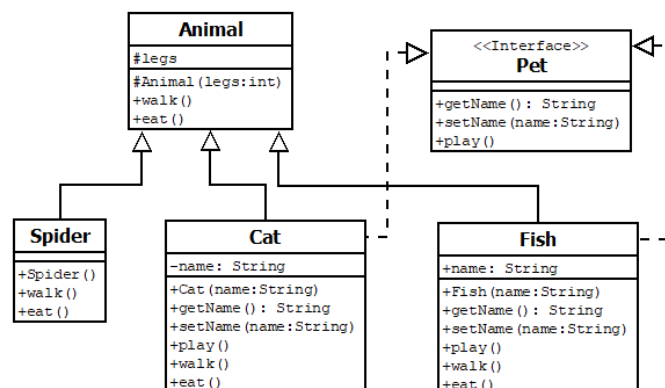 Animal
#legs
#Animal(legs:int)
+walk()
+eat()
<<Interface>>
Pet
+getName(): String
+setName(name:String)
+play()
Spider
+Spider()
+walk()
+eat()
Cat
-name: String
+Cat(name:String)
+getName(): String
+setName(name:String)
+play()
+walk()
+eat()
Fish
+name: String
+Fish(name:String)
+getName(): String
+setName(name:String)
+play()
+walk()
+eat()